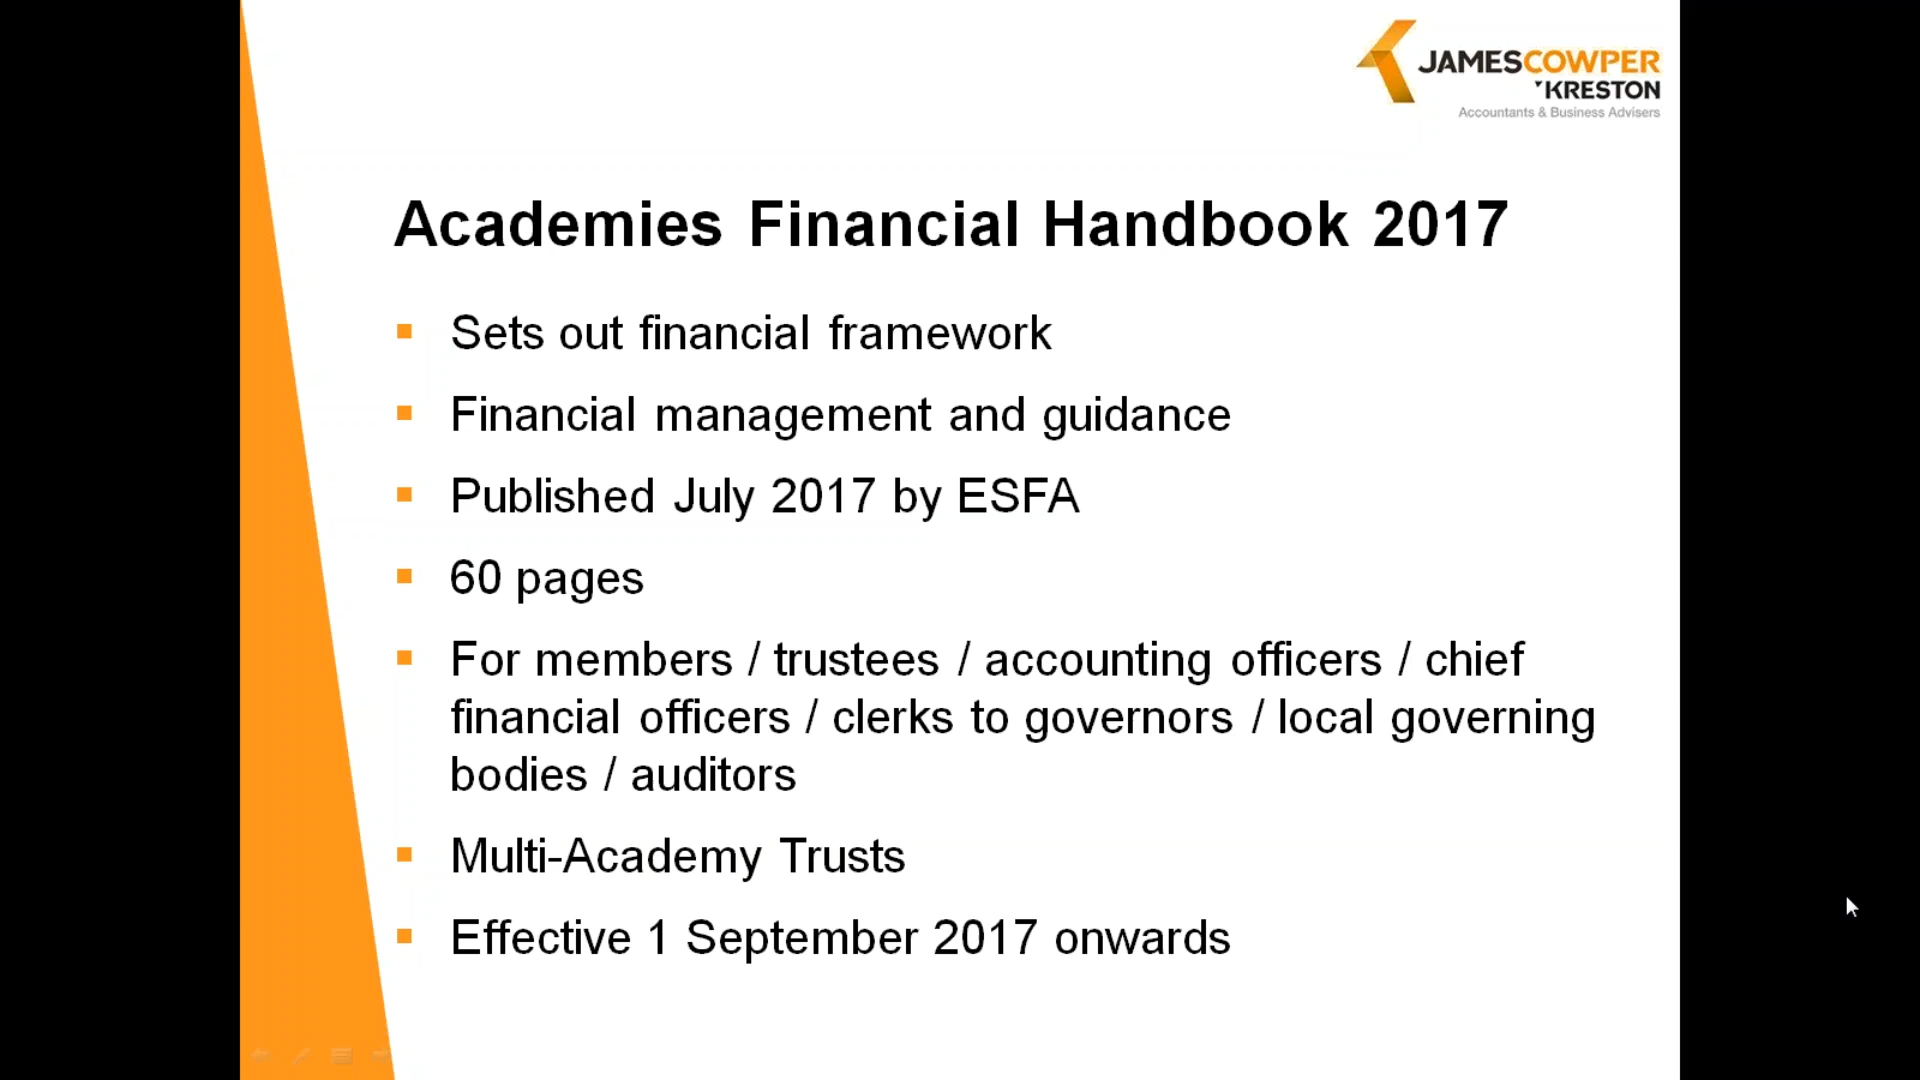 JAMESCOWPER
KRESTON
Accountants & Business Advisers
Academies Financial Handbook 2017
Sets out financial framework
Financial management and guidance
Published July 2017 by ESFA
60 pages
For members / trustees / accounting officers / chief
financial officers / clerks to governors / local governing
bodies / auditors
Multi-Academy Trusts
Effective 1 September 2017 onwards